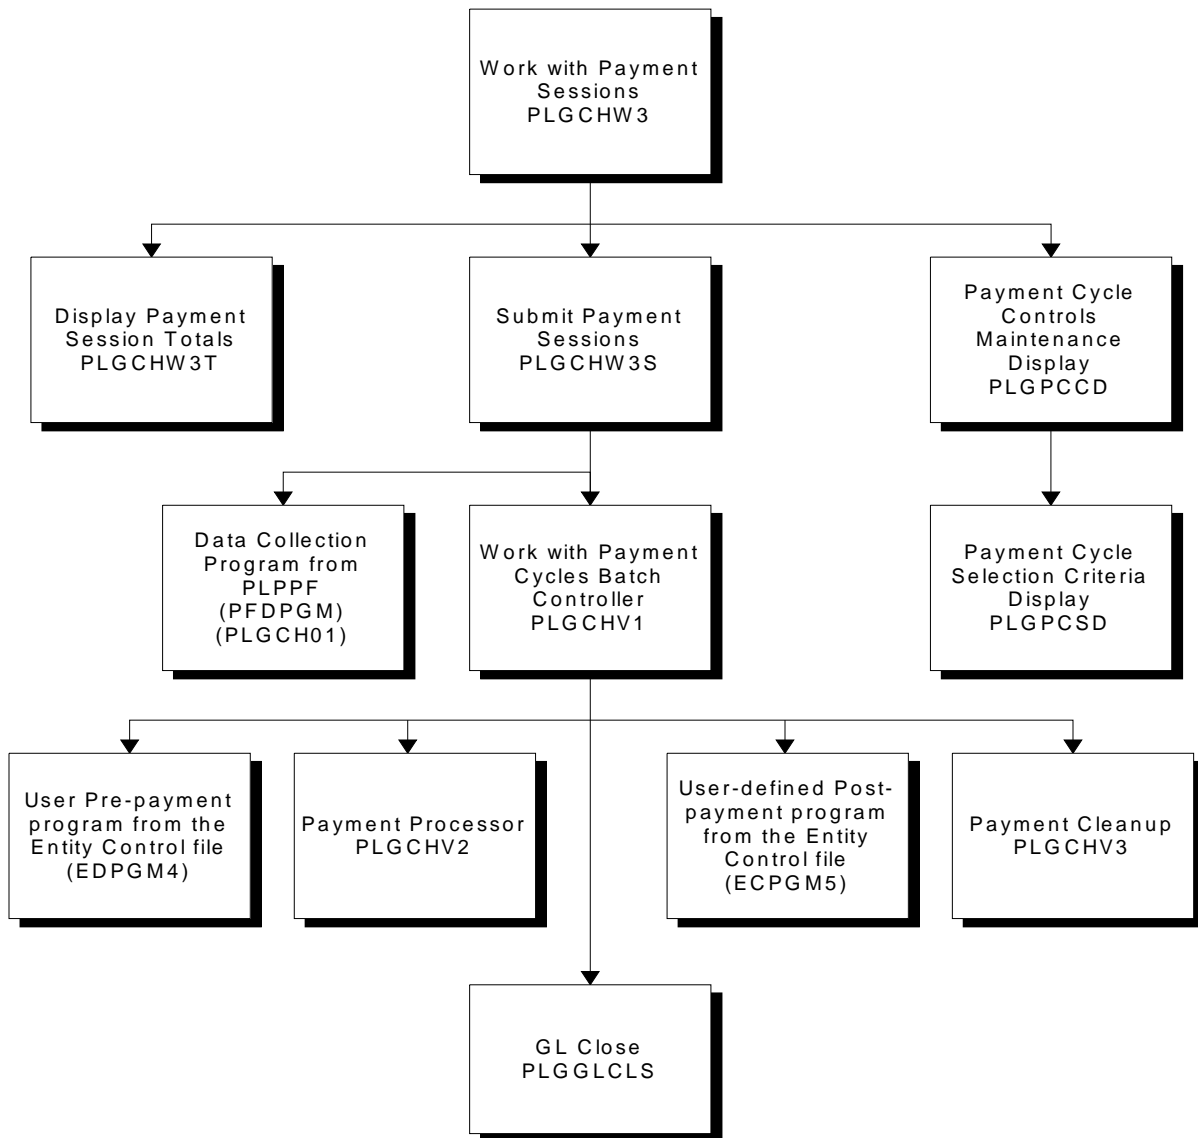 Work with Payment
Sessions
PLGCHW3
Display Payment
Session Totals
PLGCHW3T
Submit Payment
Sessions
PLGCHW3S
Payment Cycle
Controls
Maintenance
Display
PLGPCCD
Data Collection
Program from
PLPPF
(PFDPGM)
(PLGCH01)
Work with Payment
Cycles Batch
Controller
PLGCHV1
Payment Cycle
Selection Criteria
Display
PLGPCSD
User Pre-payment
program from the
Entity Control file
(EDPGM4)
Payment Processor
PLGCHV2
User-defined Post-
payment program
from the Entity
Control file
(ECPGM5)
Payment Cleanup
PLGCHV3
GL Close
PLGGLCLS